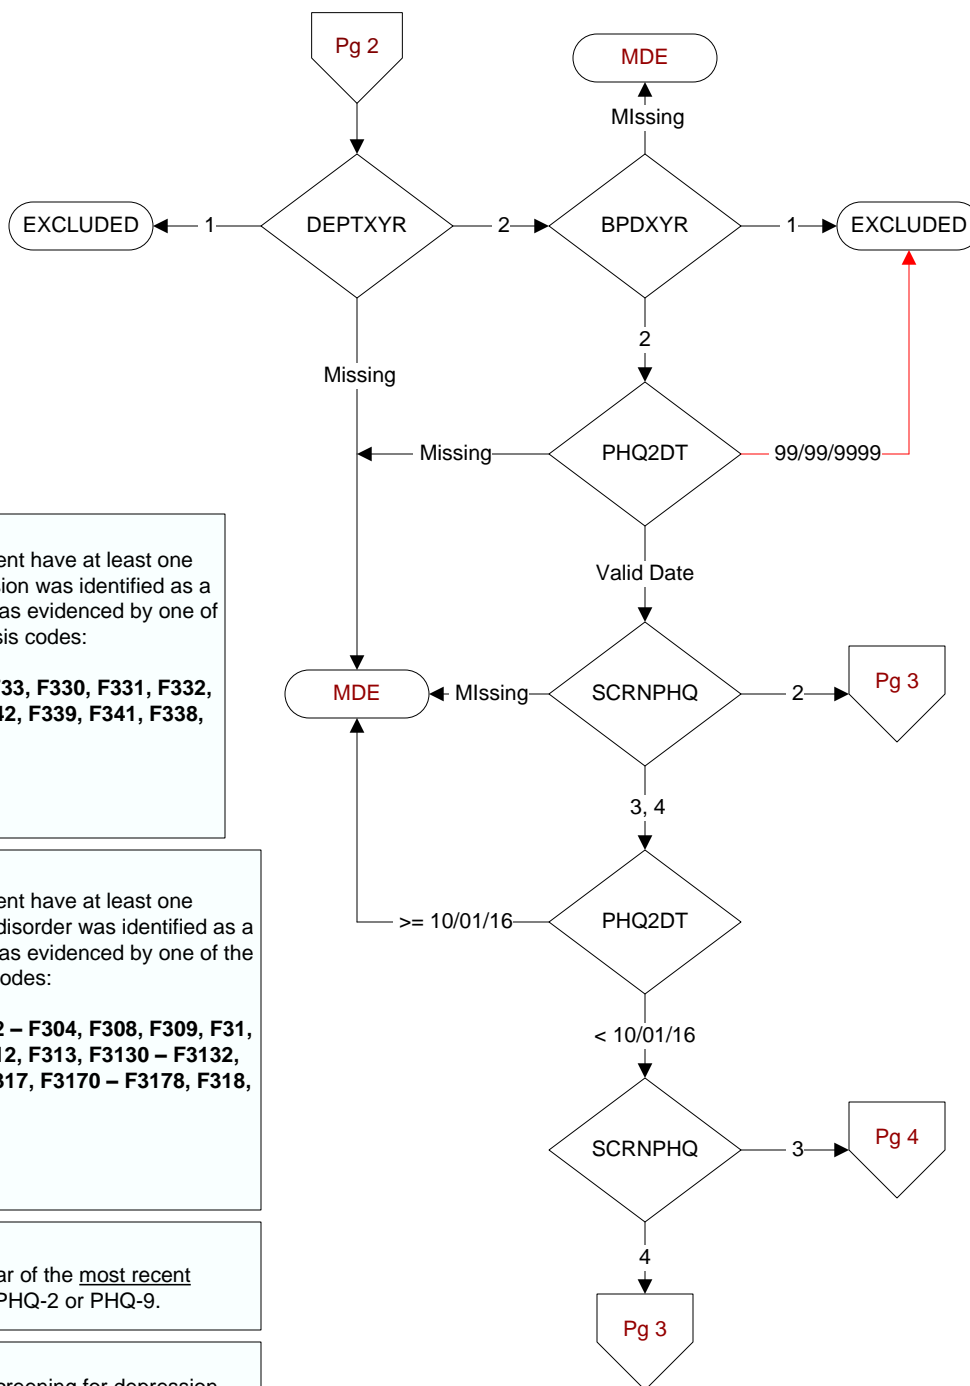 Pg 2
MDE
MIssing
EXCLUDED
1
DEPTXYR
2
BPDXYR
1
EXCLUDED
2
Missing
Missing
PHQ2DT
99/99/9999
Valid Date
MDE
MIssing
SCRNPHQ
2
Pg 3
3, 4
>= 10/01/16
PHQ2DT
< 10/01/16
SCRNPHQ
3
Pg 4
4
Pg 3
ent have at least one
sion was identified as a
as evidenced by one of
sis codes:
F33, F330, F331, F332,
42, F339, F341, F338,
ent have at least one
disorder was identified as a
as evidenced by one of the
odes:
2 – F304, F308, F309, F31,
12, F313, F3130 – F3132,
317, F3170 – F3178, F318,
ar of the most recent
PHQ-2 or PHQ-9.
creening for depression